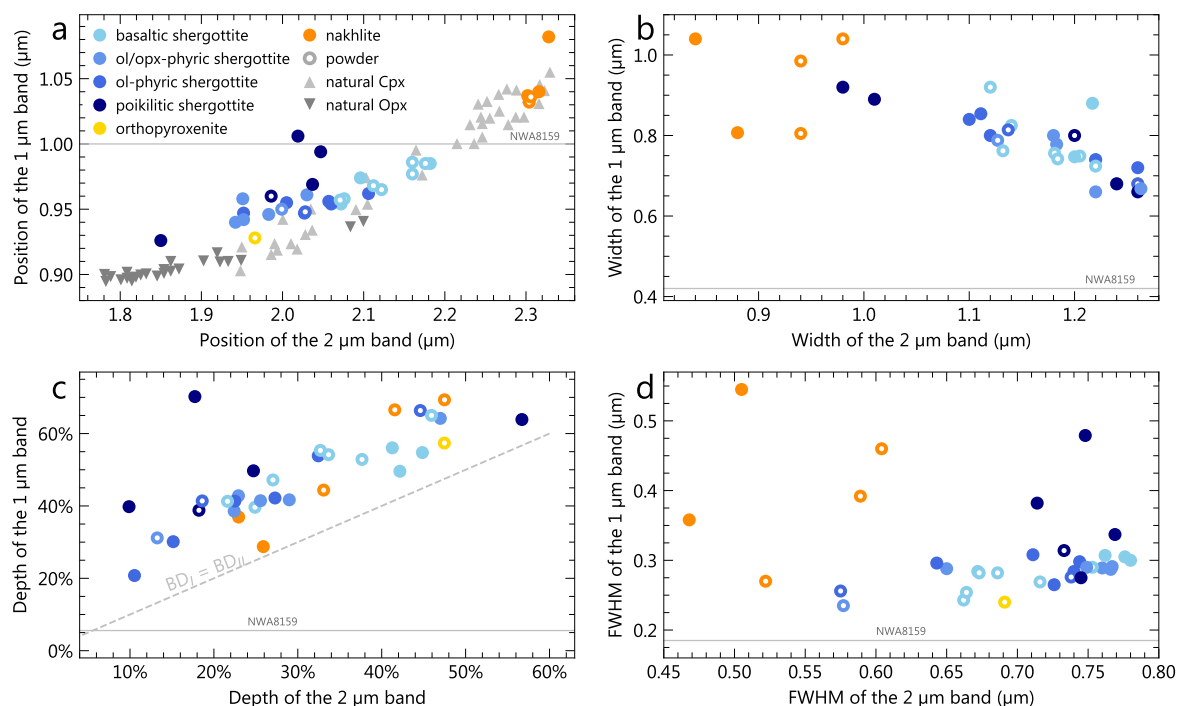 a
basaltic shergottite
ol/opx-phyric shergottite
ol-phyric shergottite
poikilitic shergottite
orthopyroxenite
nakhlite
powder
natural Cpx
natural Opx
NWA8159
Position of the 1 µm band (µm)
1.05
1.00
0.95
0.90
1.8 1.9 2.0 2.1 2.2 2.3
Position of the 2 µm band (µm)
b
NWA8159
Width of the 1 µm band (µm)
1.0
0.8
0.6
0.4
0.9 1.0 1.1 1.2
Width of the 2 µm band (µm)
c
BD_I = BD_II
NWA8159
Depth of the 1 µm band
60%
40%
20%
0%
10% 20% 30% 40% 50% 60%
Depth of the 2 µm band
d
NWA8159
FWHM of the 1 µm band (µm)
0.5
0.4
0.3
0.2
0.45 0.50 0.55 0.60 0.65 0.70 0.75 0.80
FWHM of the 2 µm band (µm)